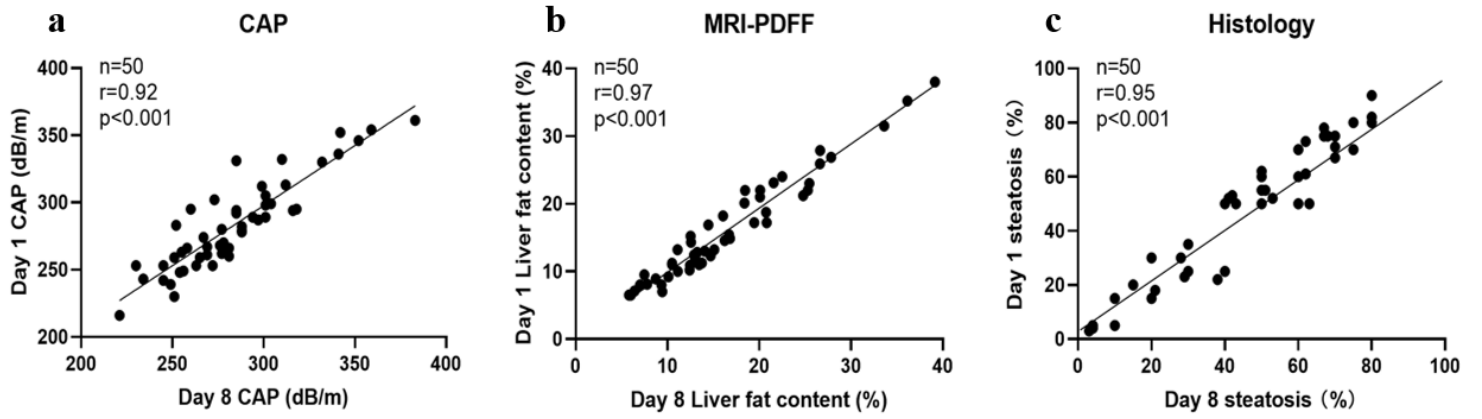 a CAP
n=50
r=0.92
p<0.001
Day 1 CAP (dB/m)
400
350
300
250
200
200 250 300 350 400
Day 8 CAP (dB/m)
b MRI-PDFF
n=50
r=0.97
p<0.001
Day 1 Liver fat content (%)
40
30
20
10
0
0 10 20 30 40
Day 8 Liver fat content (%)
c Histology
n=50
r=0.95
p<0.001
Day 1 steatosis (%)
100
80
60
40
20
0
0 20 40 60 80 100
Day 8 steatosis (%)